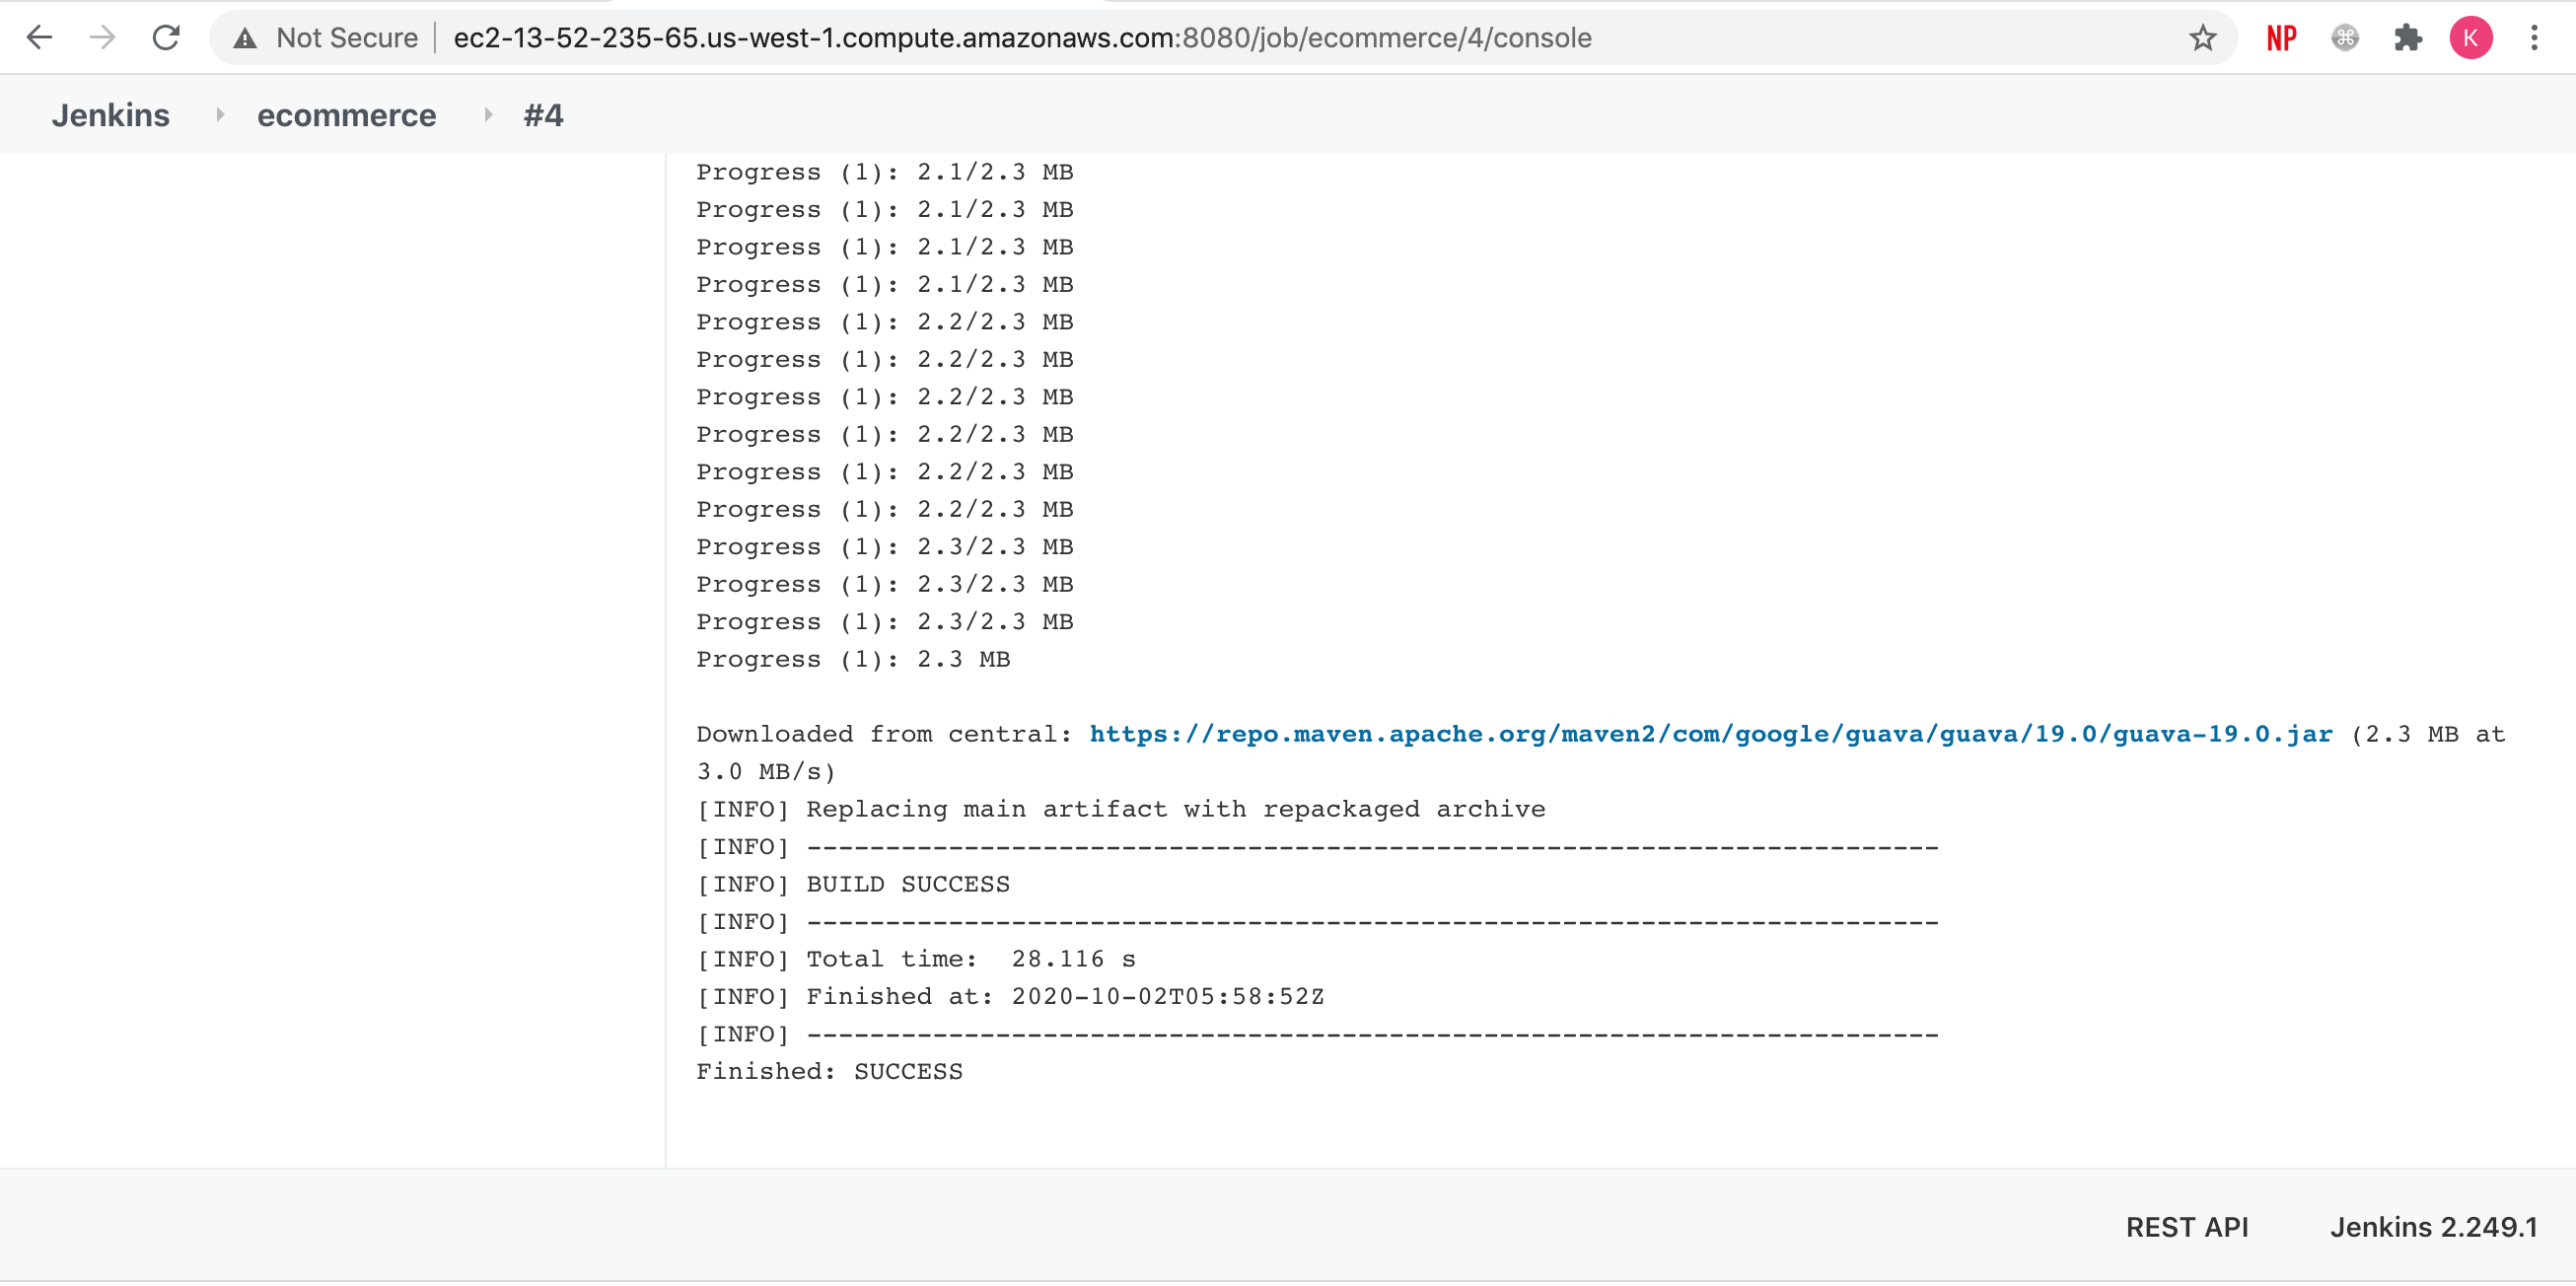 Not Secure ec2-13-52-235-65.us-west-1.compute.amazonaws.com:8080/job/ecommerce/4/console NP ⌘ K
Jenkins ecommerce #4
Progress (1): 2.1/2.3 MB
Progress (1): 2.1/2.3 MB
Progress (1): 2.1/2.3 MB
Progress (1): 2.1/2.3 MB
Progress (1): 2.2/2.3 MB
Progress (1): 2.2/2.3 MB
Progress (1): 2.2/2.3 MB
Progress (1): 2.2/2.3 MB
Progress (1): 2.2/2.3 MB
Progress (1): 2.2/2.3 MB
Progress (1): 2.3/2.3 MB
Progress (1): 2.3/2.3 MB
Progress (1): 2.3/2.3 MB
Progress (1): 2.3 MB
Downloaded from central: https://repo.maven.apache.org/maven2/com/google/guava/guava/19.0/guava-19.0.jar (2.3 MB at
3.0 MB/s)
[INFO] Replacing main artifact with repackaged archive
[INFO] ------------------------------------------------------------------------
[INFO] BUILD SUCCESS
[INFO] ------------------------------------------------------------------------
[INFO] Total time:  28.116 s
[INFO] Finished at: 2020-10-02T05:58:52Z
[INFO] ------------------------------------------------------------------------
Finished: SUCCESS
REST API Jenkins 2.249.1